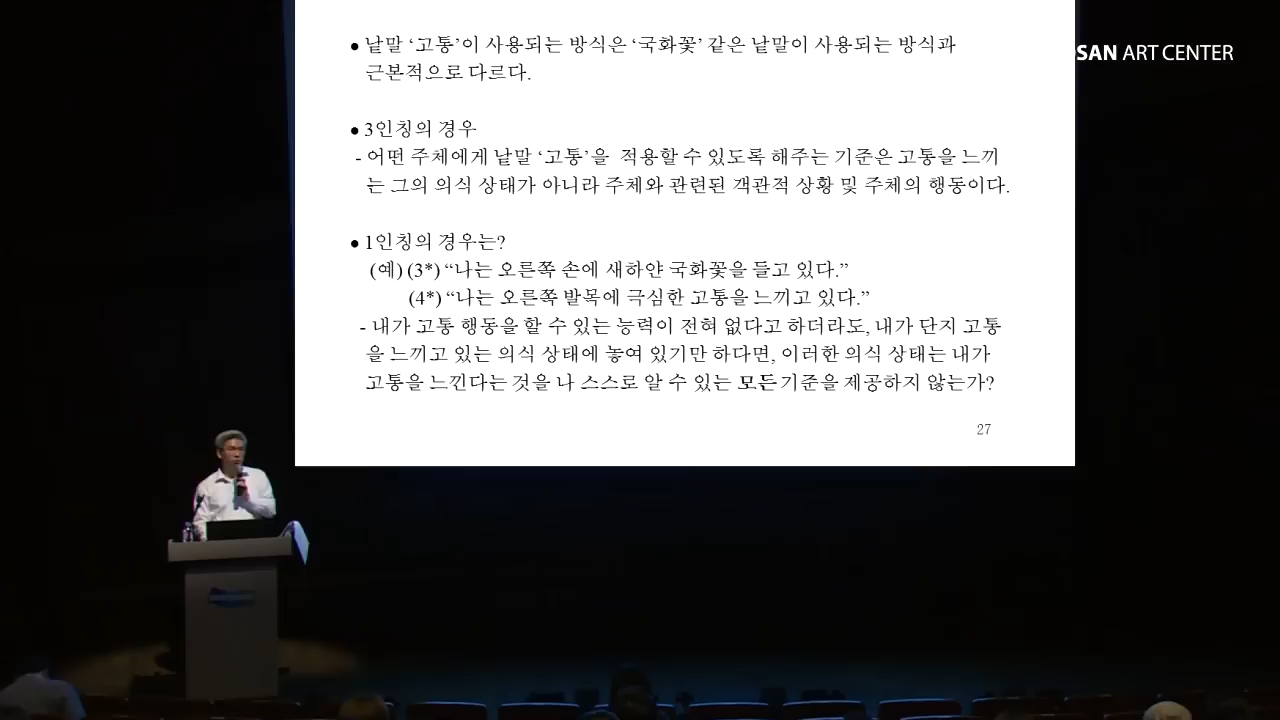 ● 낱말 ‘고통’이 사용되는 방식은 ‘국화꽃’ 같은 낱말이 사용되는 방식과
근본적으로 다르다.
● 3인칭의 경우
- 어떤 주체에게 낱말 ‘고통’을 적용할 수 있도록 해주는 기준은 고통을 느끼
는 그의 의식 상태가 아니라 주체와 관련된 객관적 상황 및 주체의 행동이다.
● 1인칭의 경우는?
(예) (3*) “나는 오른쪽 손에 새하얀 국화꽃을 들고 있다.”
(4*) “나는 오른쪽 발목에 극심한 고통을 느끼고 있다.”
- 내가 고통 행동을 할 수 있는 능력이 전혀 없다고 하더라도, 내가 단지 고통
을 느끼고 있는 의식 상태에 놓여 있기만 하다면, 이러한 의식 상태는 내가
고통을 느낀다는 것을 나 스스로 알 수 있는 모든 기준을 제공하지 않는가?
27
SAN ART CENTER